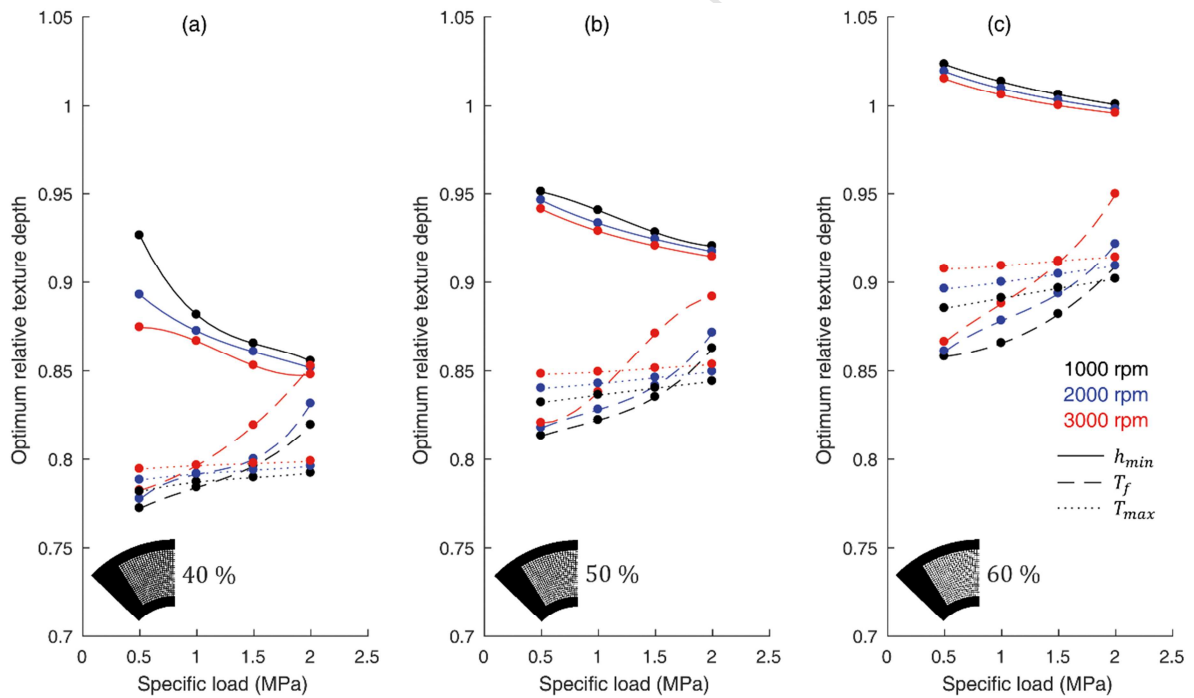 (a)
1.05
1
0.95
0.9
0.85
0.8
0.75
0.7
Optimum relative texture depth
40 %
0 0.5 1 1.5 2 2.5
Specific load (MPa)
(b)
1.05
1
0.95
0.9
0.85
0.8
0.75
0.7
Optimum relative texture depth
50 %
0 0.5 1 1.5 2 2.5
Specific load (MPa)
(c)
1.05
1
0.95
0.9
0.85
0.8
0.75
0.7
Optimum relative texture depth
1000 rpm
2000 rpm
3000 rpm
h_min
T_f
T_max
60 %
0 0.5 1 1.5 2 2.5
Specific load (MPa)